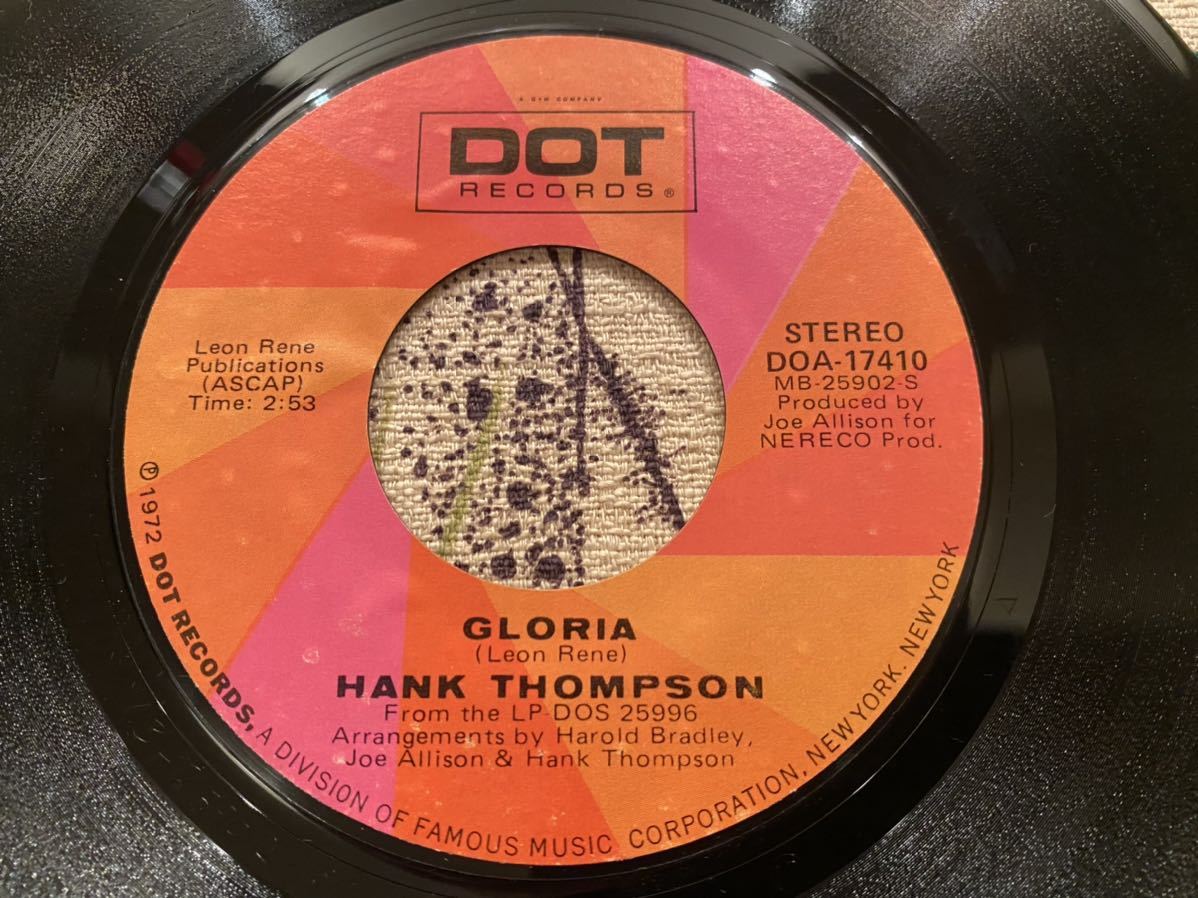 A G+W COMPANY
DOT
RECORDS®
Leon Rene
Publications
(ASCAP)
Time: 2:53
STEREO
DOA-17410
MB-25902-S
Produced by
Joe Allison for
NERECO Prod.
GLORIA
(Leon Rene)
HANK THOMPSON
From the LP-DOS 25996
Arrangements by Harold Bradley,
Joe Allison & Hank Thompson
℗ 1972 DOT RECORDS, A DIVISION OF FAMOUS MUSIC CORPORATION, NEW YORK, NEW YORK